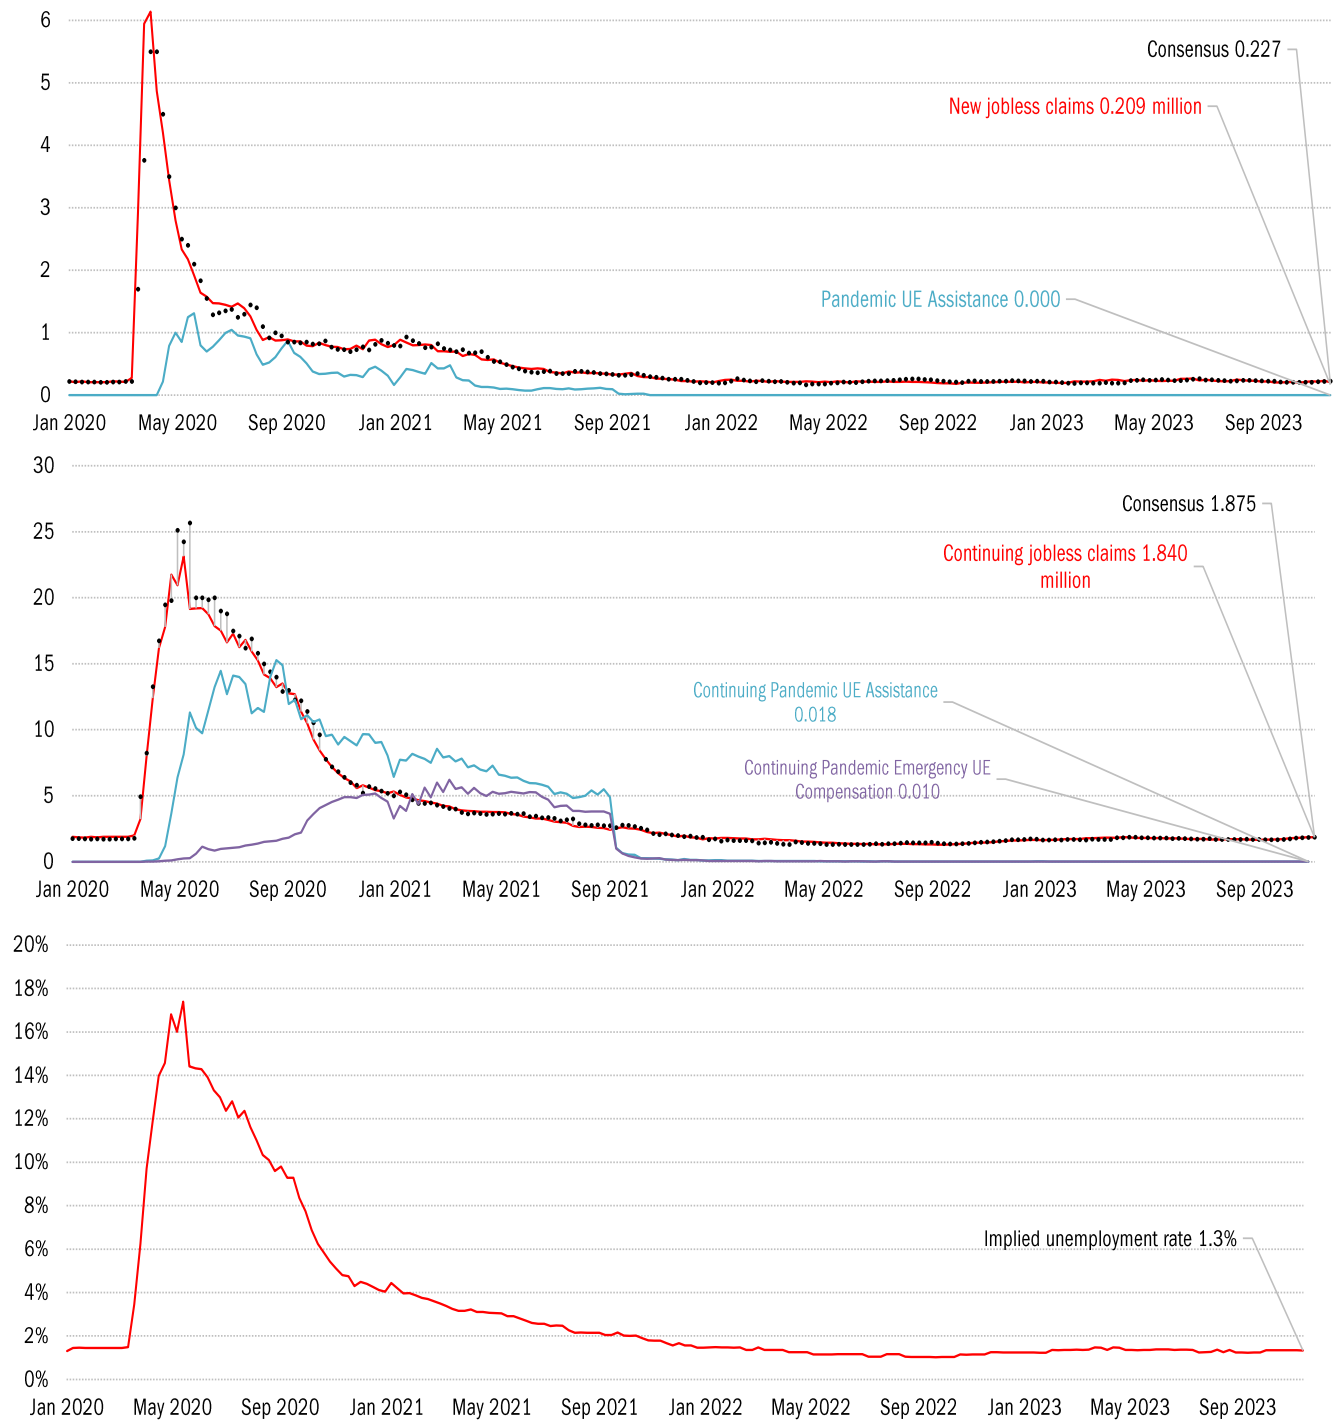 6
Consensus 0.227
5
New jobless claims 0.209 million
4
3
2
Pandemic UE Assistance 0.000
1
0
Jan 2020 May 2020 Sep 2020 Jan 2021 May 2021 Sep 2021 Jan 2022 May 2022 Sep 2022 Jan 2023 May 2023 Sep 2023
30
Consensus 1.875
25
Continuing jobless claims 1.840
million
20
15
Continuing Pandemic UE Assistance
0.018
10
Continuing Pandemic Emergency UE
Compensation 0.010
5
0
Jan 2020 May 2020 Sep 2020 Jan 2021 May 2021 Sep 2021 Jan 2022 May 2022 Sep 2022 Jan 2023 May 2023 Sep 2023
20%
18%
16%
14%
12%
10%
8%
6%
Implied unemployment rate 1.3%
4%
2%
0%
Jan 2020 May 2020 Sep 2020 Jan 2021 May 2021 Sep 2021 Jan 2022 May 2022 Sep 2022 Jan 2023 May 2023 Sep 2023